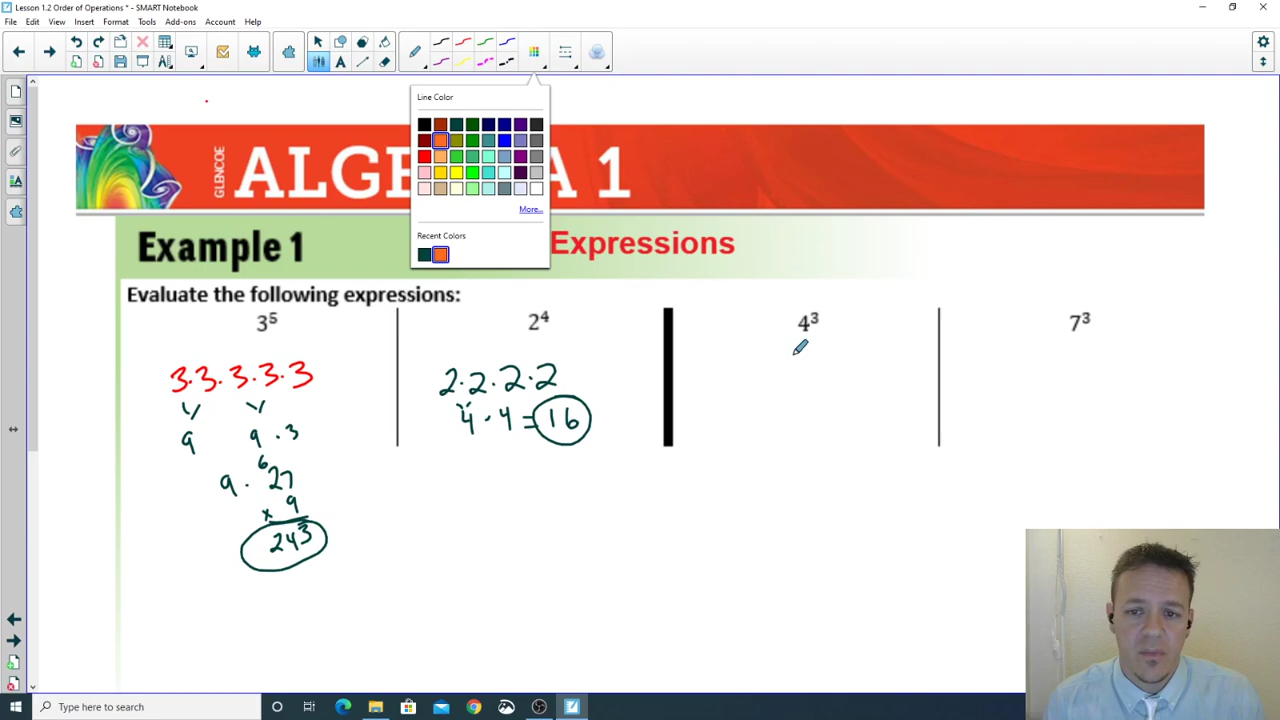 Lesson 1.2 Order of Operations * - SMART Notebook
File Edit View Insert Format Tools Add-ons Account Help
Line Color
More...
Recent Colors
GLENCOE
ALGE A 1
Example 1
Expressions
Evaluate the following expressions:
3⁵ 2⁴ 4³ 7³
3·3·3·3·3 2·2·2·2
4·4=16
9 9·3
6
9·27
×9
243
Type here to search